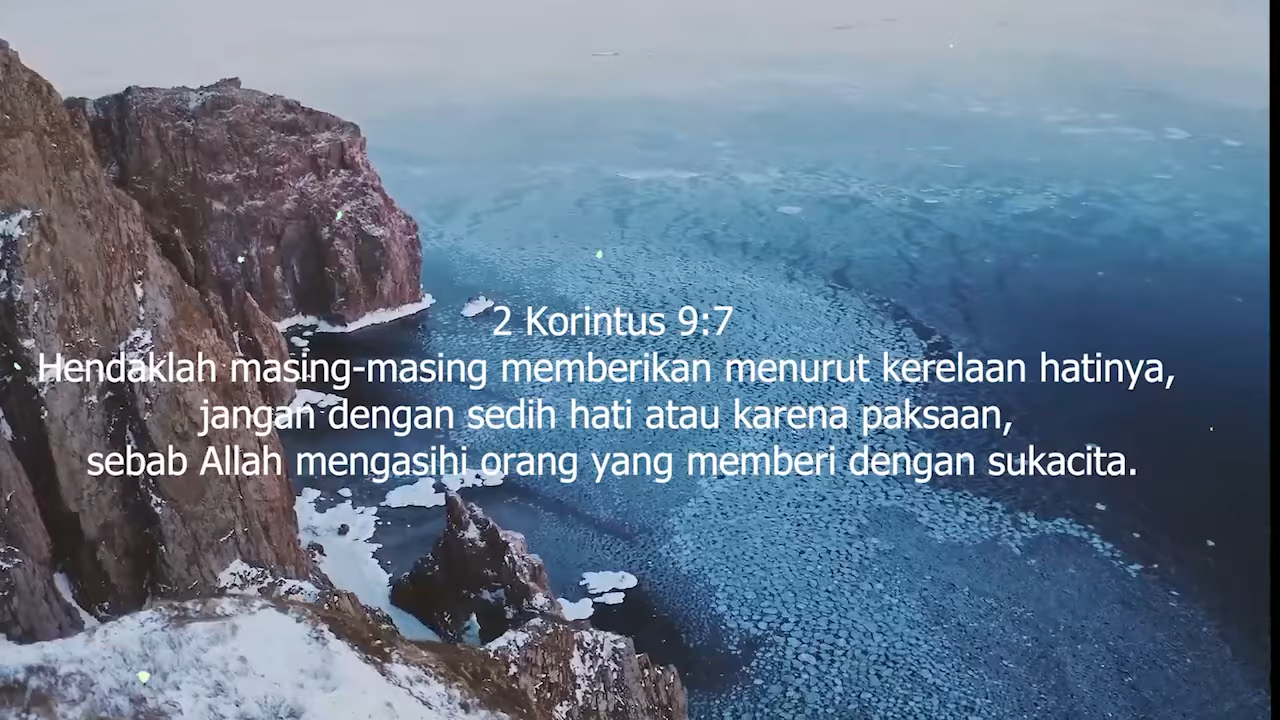 2 Korintus 9:7
Hendaklah masing-masing memberikan menurut kerelaan hatinya,
jangan dengan sedih hati atau karena paksaan,
sebab Allah mengasihi orang yang memberi dengan sukacita.